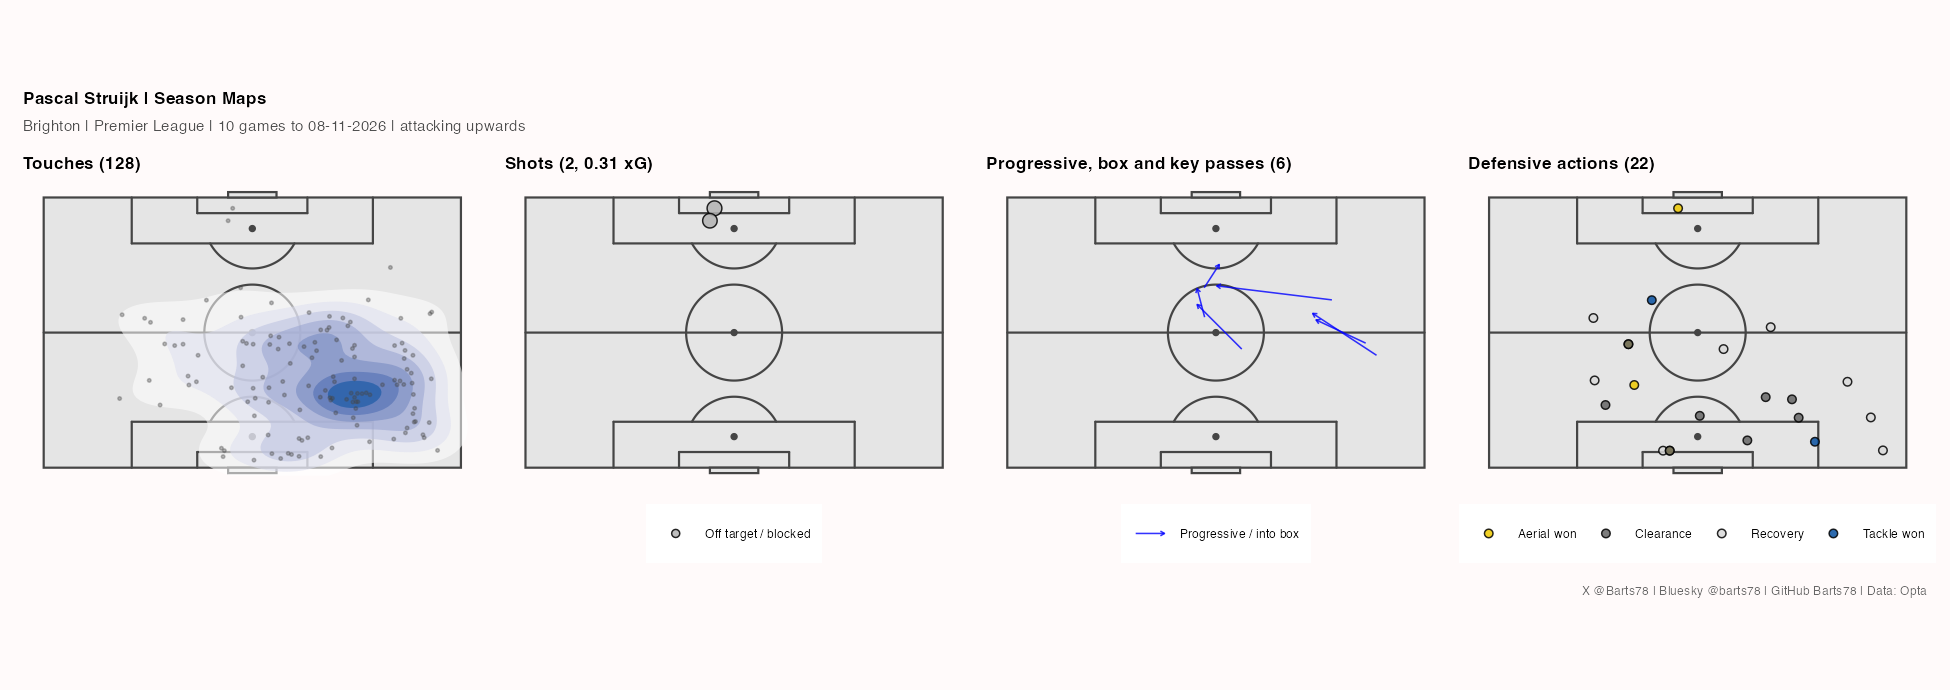 Pascal Struijk | Season Maps
Brighton | Premier League | 10 games to 08-11-2026 | attacking upwards
Touches (128)
Shots (2, 0.31 xG)
Progressive, box and key passes (6)
Defensive actions (22)
Off target / blocked
Progressive / into box
Aerial won
Clearance
Recovery
Tackle won
X @Barts78 | Bluesky @barts78 | GitHub Barts78 | Data: Opta